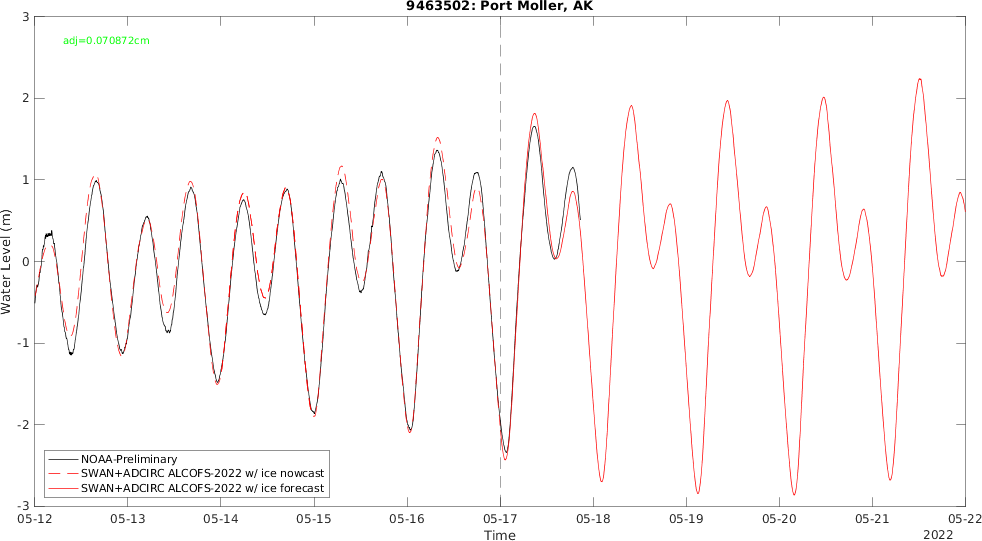 9463502: Port Moller, AK
adj=0.070872cm
Water Level (m)
3
2
1
0
-1
-2
-3
NOAA-Preliminary
SWAN+ADCIRC ALCOFS-2022 w/ ice nowcast
SWAN+ADCIRC ALCOFS-2022 w/ ice forecast
05-12 05-13 05-14 05-15 05-16 05-17 05-18 05-19 05-20 05-21 05-22
Time 2022